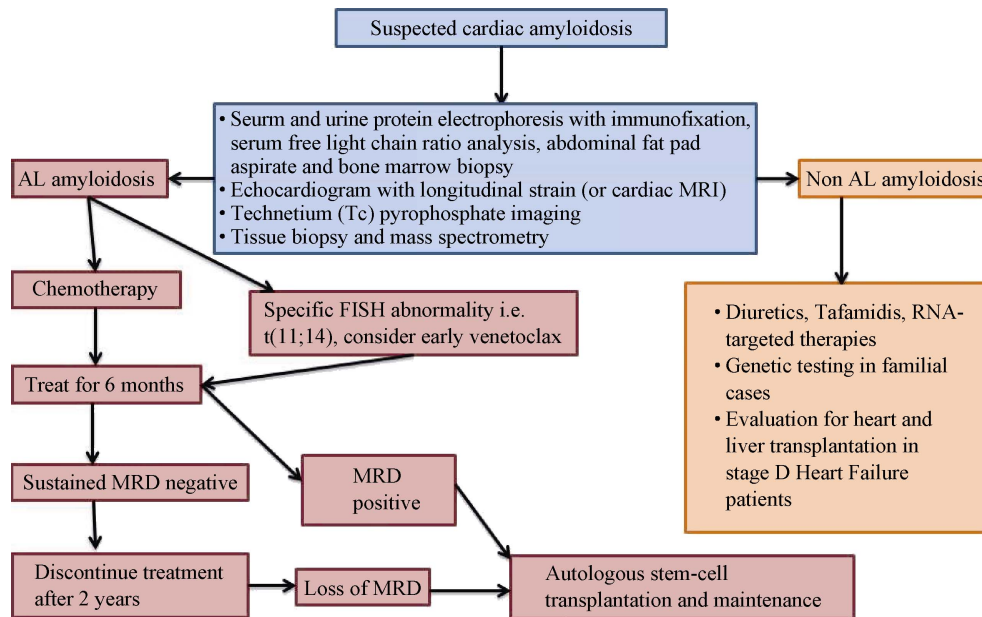 Suspected cardiac amyloidosis
• Seurm and urine protein electrophoresis with immunofixation,
serum free light chain ratio analysis, abdominal fat pad
aspirate and bone marrow biopsy
• Echocardiogram with longitudinal strain (or cardiac MRI)
• Technetium (Tc) pyrophosphate imaging
• Tissue biopsy and mass spectrometry
AL amyloidosis
Non AL amyloidosis
Chemotherapy
Specific FISH abnormality i.e.
t(11;14), consider early venetoclax
Treat for 6 months
Sustained MRD negative
MRD
positive
Discontinue treatment
after 2 years
Loss of MRD
Autologous stem-cell
transplantation and maintenance
• Diuretics, Tafamidis, RNA-
targeted therapies
• Genetic testing in familial
cases
• Evaluation for heart and
liver transplantation in
stage D Heart Failure
patients